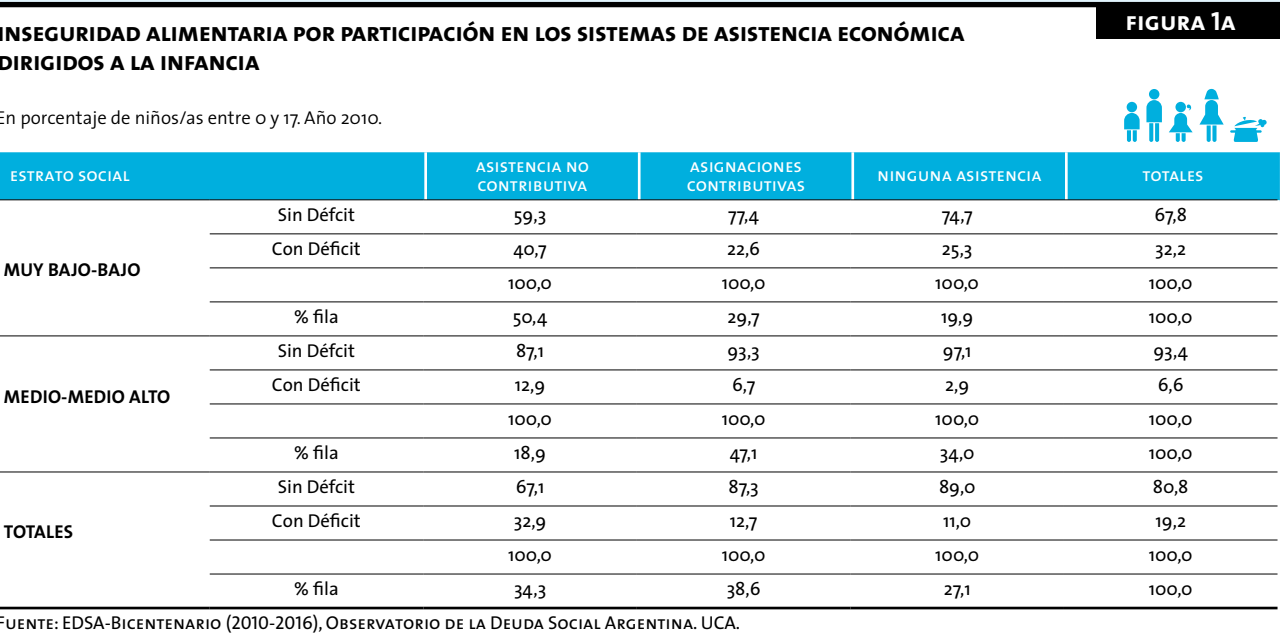 FIGURA 1A
INSEGURIDAD ALIMENTARIA POR PARTICIPACIÓN EN LOS SISTEMAS DE ASISTENCIA ECONÓMICA
DIRIGIDOS A LA INFANCIA
En porcentaje de niños/as entre 0 y 17. Año 2010.
ESTRATO SOCIAL ASISTENCIA NO CONTRIBUTIVA ASIGNACIONES CONTRIBUTIVAS NINGUNA ASISTENCIA TOTALES
MUY BAJO-BAJO
Sin Défcit 59,3 77,4 74,7 67,8
Con Déficit 40,7 22,6 25,3 32,2
100,0 100,0 100,0 100,0
% fila 50,4 29,7 19,9 100,0
MEDIO-MEDIO ALTO
Sin Défcit 87,1 93,3 97,1 93,4
Con Déficit 12,9 6,7 2,9 6,6
100,0 100,0 100,0 100,0
% fila 18,9 47,1 34,0 100,0
TOTALES
Sin Défcit 67,1 87,3 89,0 80,8
Con Déficit 32,9 12,7 11,0 19,2
100,0 100,0 100,0 100,0
% fila 34,3 38,6 27,1 100,0
FUENTE: EDSA-BICENTENARIO (2010-2016), OBSERVATORIO DE LA DEUDA SOCIAL ARGENTINA. UCA.